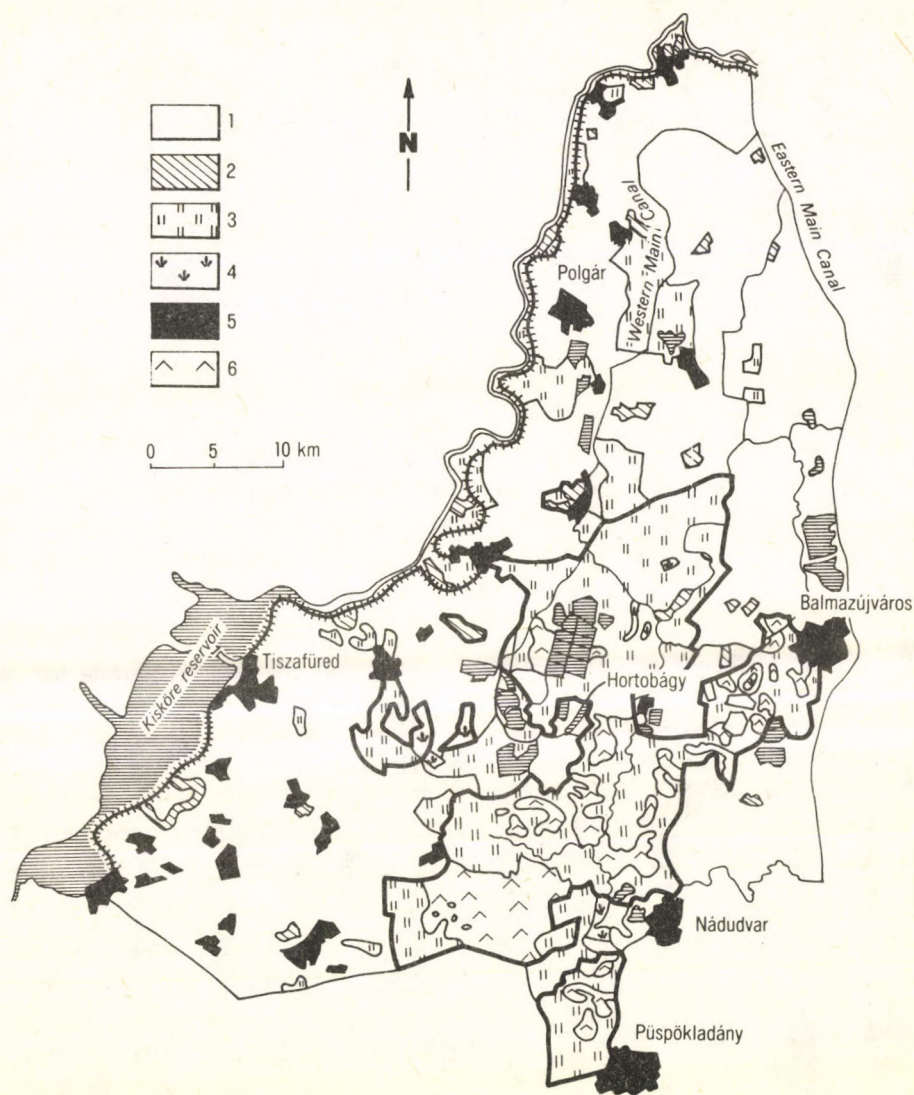 1
2
3
4
5
6
0 5 10 km
N
Eastern Main Canal
Western Main Canal
Polgár
Balmazújváros
Kisköre reservoir
Tiszafüred
Hortobágy
Nádudvar
Püspökladány